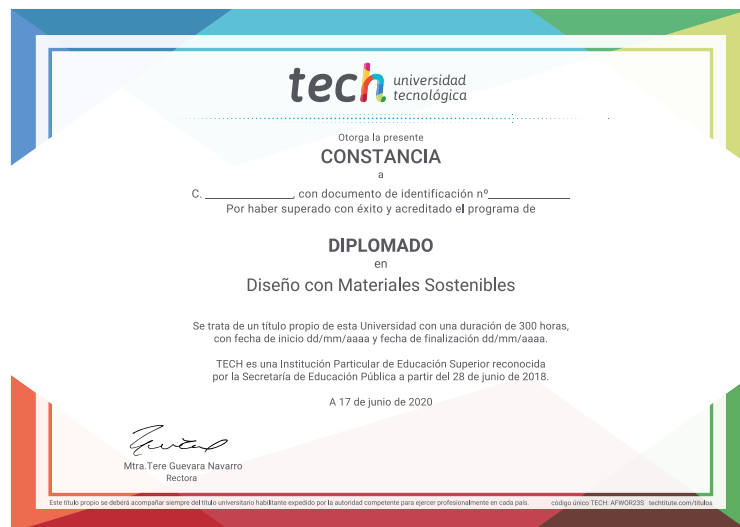 tech universidad
tecnológica
Otorga la presente
CONSTANCIA
a
C. ______________, con documento de identificación nº______________
Por haber superado con éxito y acreditado el programa de
DIPLOMADO
en
Diseño con Materiales Sostenibles
Se trata de un título propio de esta Universidad con una duración de 300 horas,
con fecha de inicio dd/mm/aaaa y fecha de finalización dd/mm/aaaa.
TECH es una Institución Particular de Educación Superior reconocida
por la Secretaría de Educación Pública a partir del 28 de junio de 2018.
A 17 de junio de 2020
Mtra.Tere Guevara Navarro
Rectora
Este título propio se deberá acompañar siempre del título universitario habilitante expedido por la autoridad competente para ejercer profesionalmente en cada país. código único TECH: AFWOR23S techtitute.com/titulos